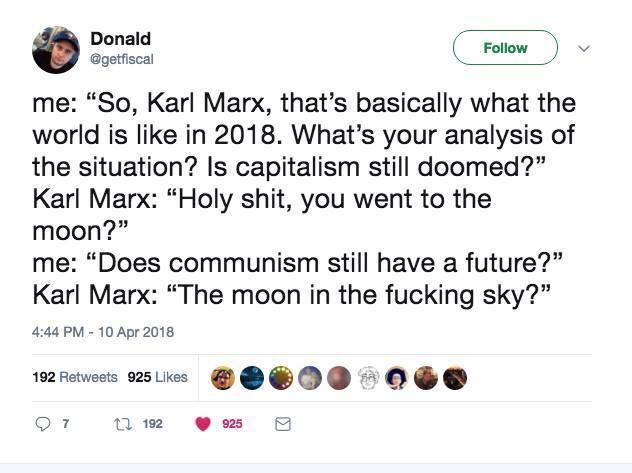 Donald
@getfiscal
Follow
me: “So, Karl Marx, that’s basically what the
world is like in 2018. What’s your analysis of
the situation? Is capitalism still doomed?”
Karl Marx: “Holy shit, you went to the
moon?”
me: “Does communism still have a future?”
Karl Marx: “The moon in the fucking sky?”
4:44 PM - 10 Apr 2018
192 Retweets 925 Likes
7 192 925